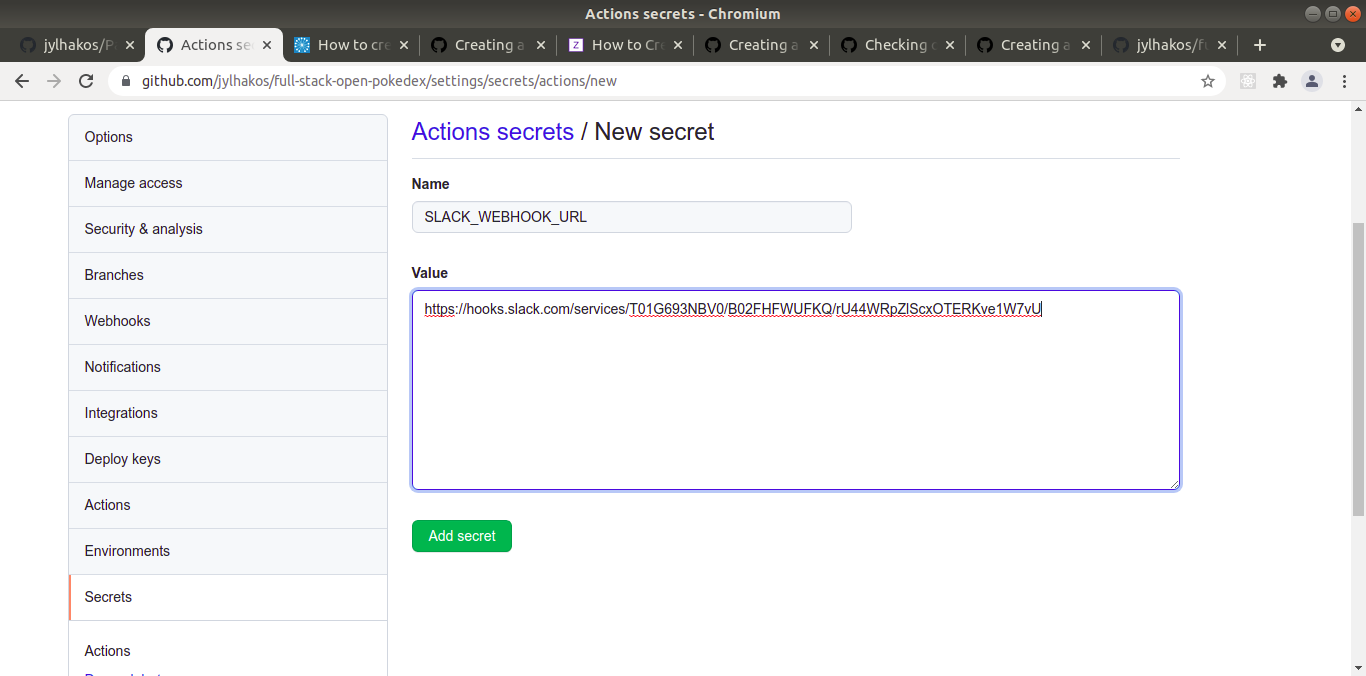 Actions secrets - Chromium
jylhakos/P
Actions se
How to cre
Creating a
How to Cre
Creating a
Checking
Creating a
jylhakos/fu
github.com/jylhakos/full-stack-open-pokedex/settings/secrets/actions/new
Options
Manage access
Security & analysis
Branches
Webhooks
Notifications
Integrations
Deploy keys
Actions
Environments
Secrets
Actions
Actions secrets / New secret
Name
SLACK_WEBHOOK_URL
Value
https://hooks.slack.com/services/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
Add secret